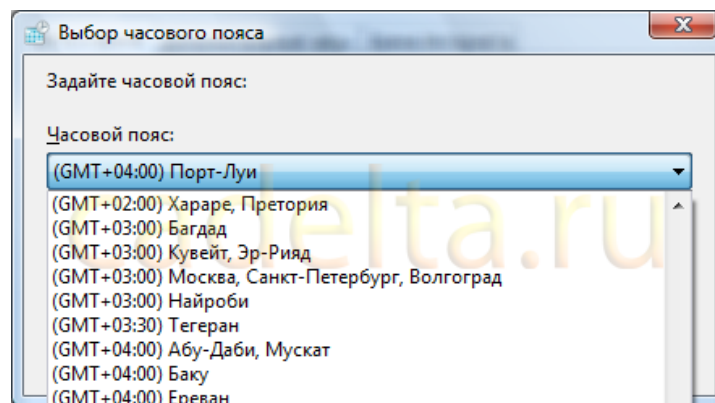 Выбор часового пояса
Задайте часовой пояс:
Часовой пояс:
(GMT+04:00) Порт-Луи
(GMT+02:00) Хараре, Претория
(GMT+03:00) Багдад
(GMT+03:00) Кувейт, Эр-Рияд
(GMT+03:00) Москва, Санкт-Петербург, Волгоград
(GMT+03:00) Найроби
(GMT+03:30) Тегеран
(GMT+04:00) Абу-Даби, Мускат
(GMT+04:00) Баку
(GMT+04:00) Ереван
cadelta.ru